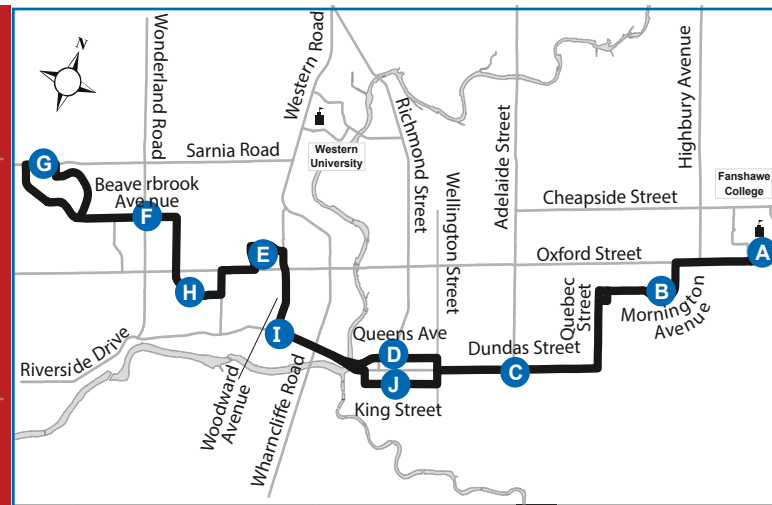 N
Wonderland Road
Western Road
Richmond Street
Wellington Street
Adelaide Street
Highbury Avenue
Sarnia Road
Western
University
Fanshawe
College
G
Beaverbrook
Avenue
F
Cheapside Street
A
E
Oxford Street
H
B
Quebec
Street
Mornington
Avenue
I
Queens Ave
D
Dundas Street
C
Riverside Drive
J
King Street
Woodward
Avenue
Wharncliffe Road